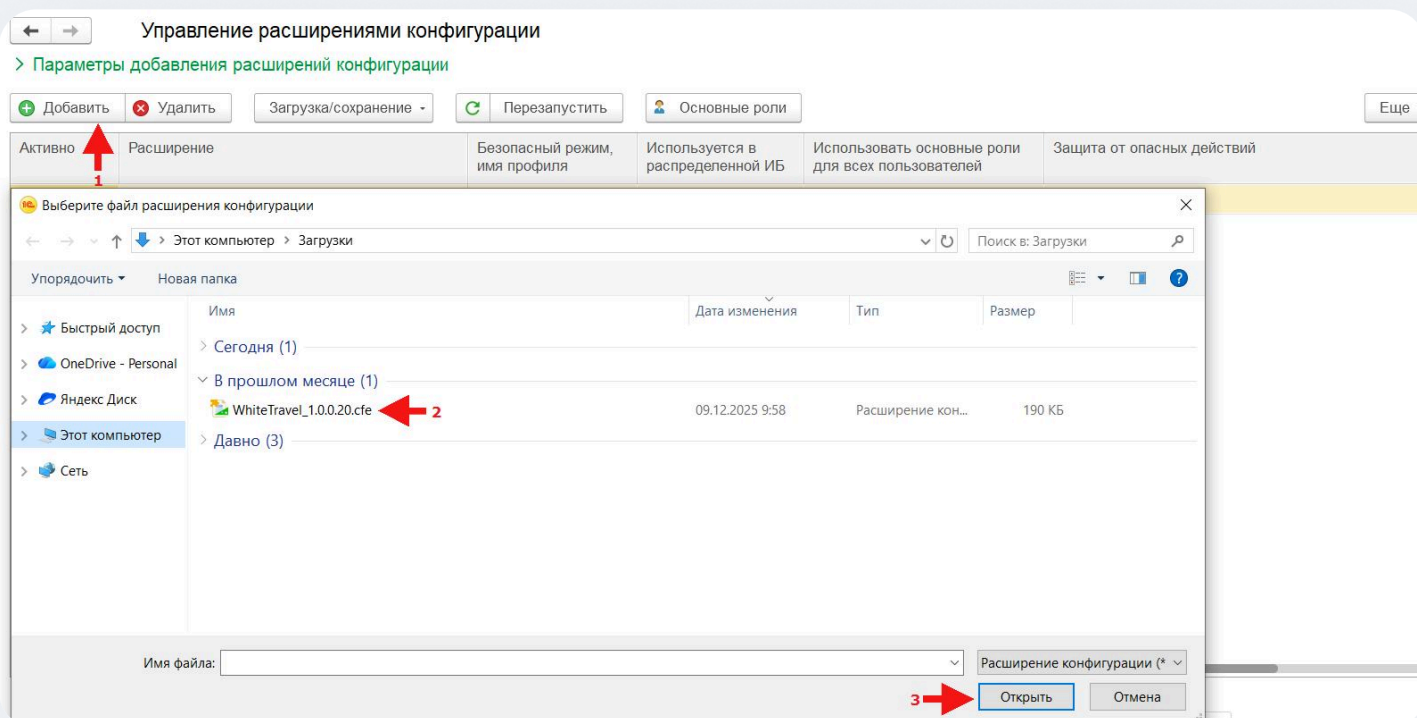 Управление расширениями конфигурации
Параметры добавления расширений конфигурации
Добавить Удалить Загрузка/сохранение Перезапустить Основные роли Еще
Активно Расширение Безопасный режим, Используется в Использовать основные роли Защита от опасных действий
имя профиля распределенной ИБ для всех пользователей
1
Выберите файл расширения конфигурации
Этот компьютер > Загрузки Поиск в: Загрузки
Упорядочить Новая папка
Имя Дата изменения Тип Размер
Быстрый доступ
Сегодня (1)
OneDrive - Personal
В прошлом месяце (1)
Яндекс Диск
WhiteTravel_1.0.0.20.cfe 2 09.12.2025 9:58 Расширение кон... 190 КБ
Этот компьютер
Давно (3)
Сеть
Имя файла: Расширение конфигурации (*
3 Открыть Отмена